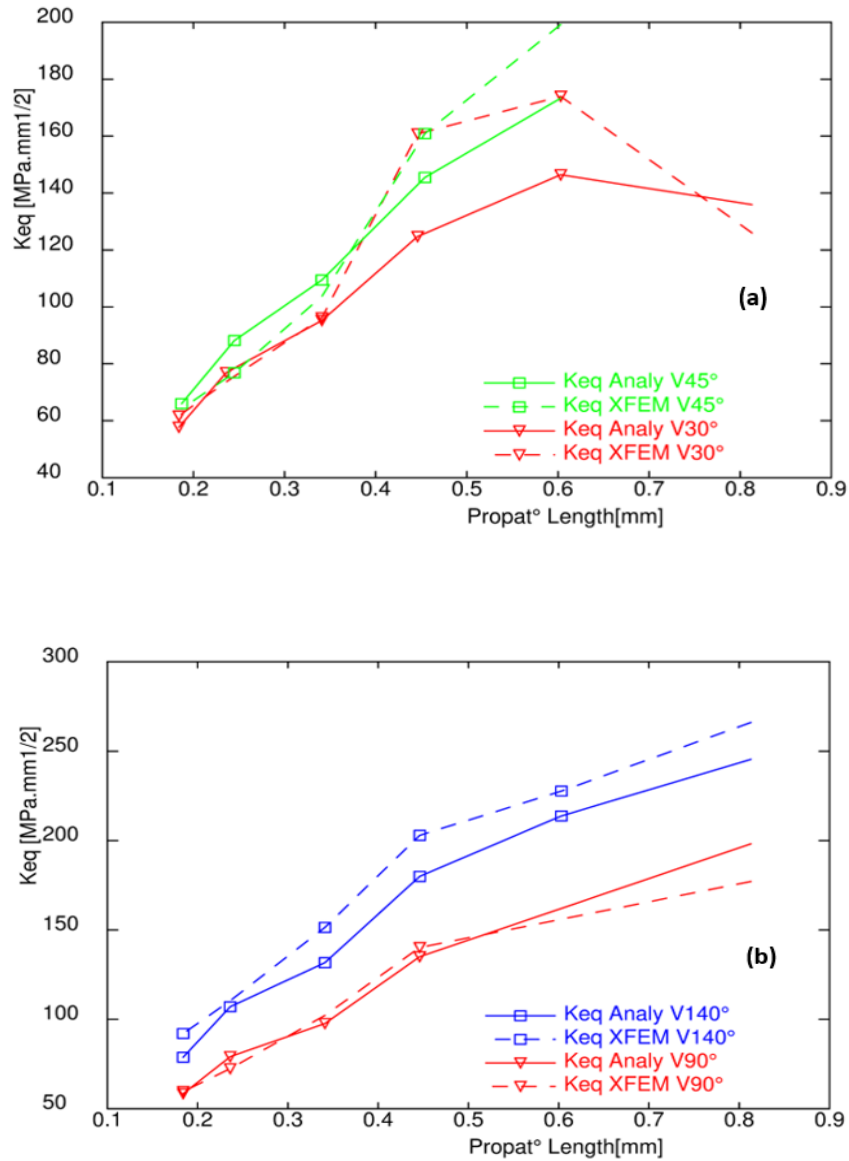 200
180
160
140
120
100
80
60
40
Keq [MPa.mm1/2]
(a)
Keq Analy V45°
Keq XFEM V45°
Keq Analy V30°
Keq XFEM V30°
0.1 0.2 0.3 0.4 0.5 0.6 0.7 0.8 0.9
Propat° Length[mm]
300
250
200
150
100
50
Keq [MPa.mm1/2]
(b)
Keq Analy V140°
Keq XFEM V140°
Keq Analy V90°
Keq XFEM V90°
0.1 0.2 0.3 0.4 0.5 0.6 0.7 0.8 0.9
Propat° Length[mm]